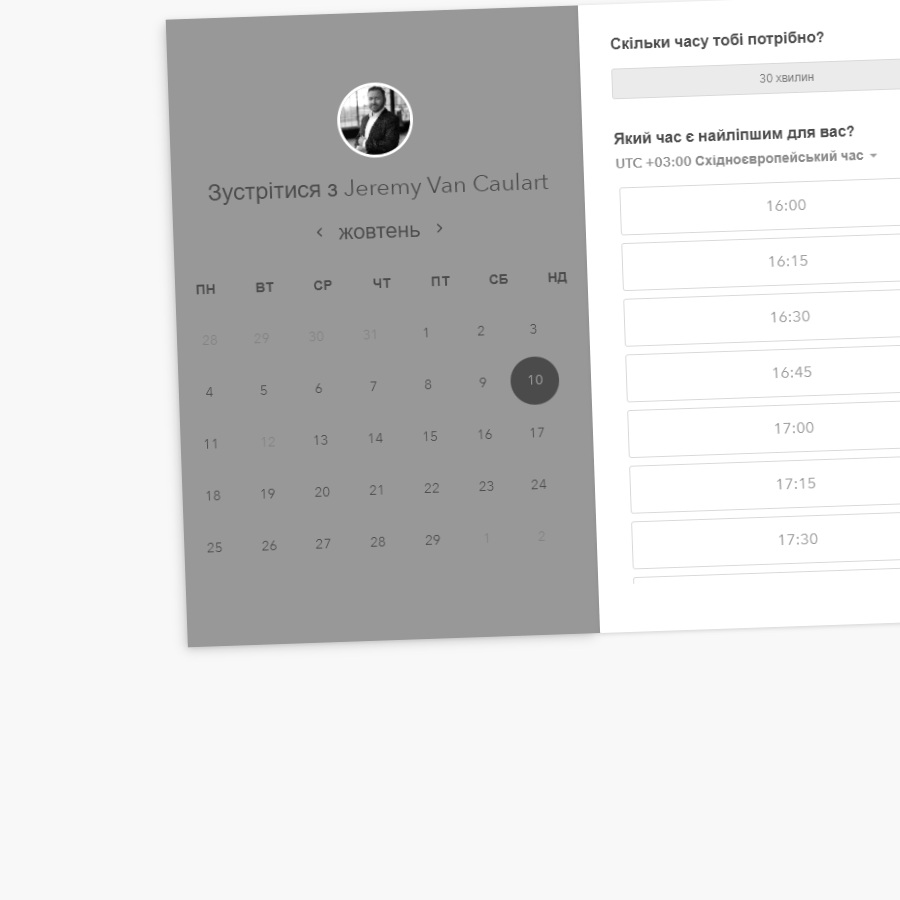 Зустрітися з Jeremy Van Caulart
‹ жовтень ›
ПН ВТ СР ЧТ ПТ СБ НД
28 29 30 31 1 2 3
4 5 6 7 8 9 10
11 12 13 14 15 16 17
18 19 20 21 22 23 24
25 26 27 28 29 1 2
Скільки часу тобі потрібно?
30 хвилин
Який час є найліпшим для вас?
UTC +03:00 Східноєвропейський час
16:00
16:15
16:30
16:45
17:00
17:15
17:30